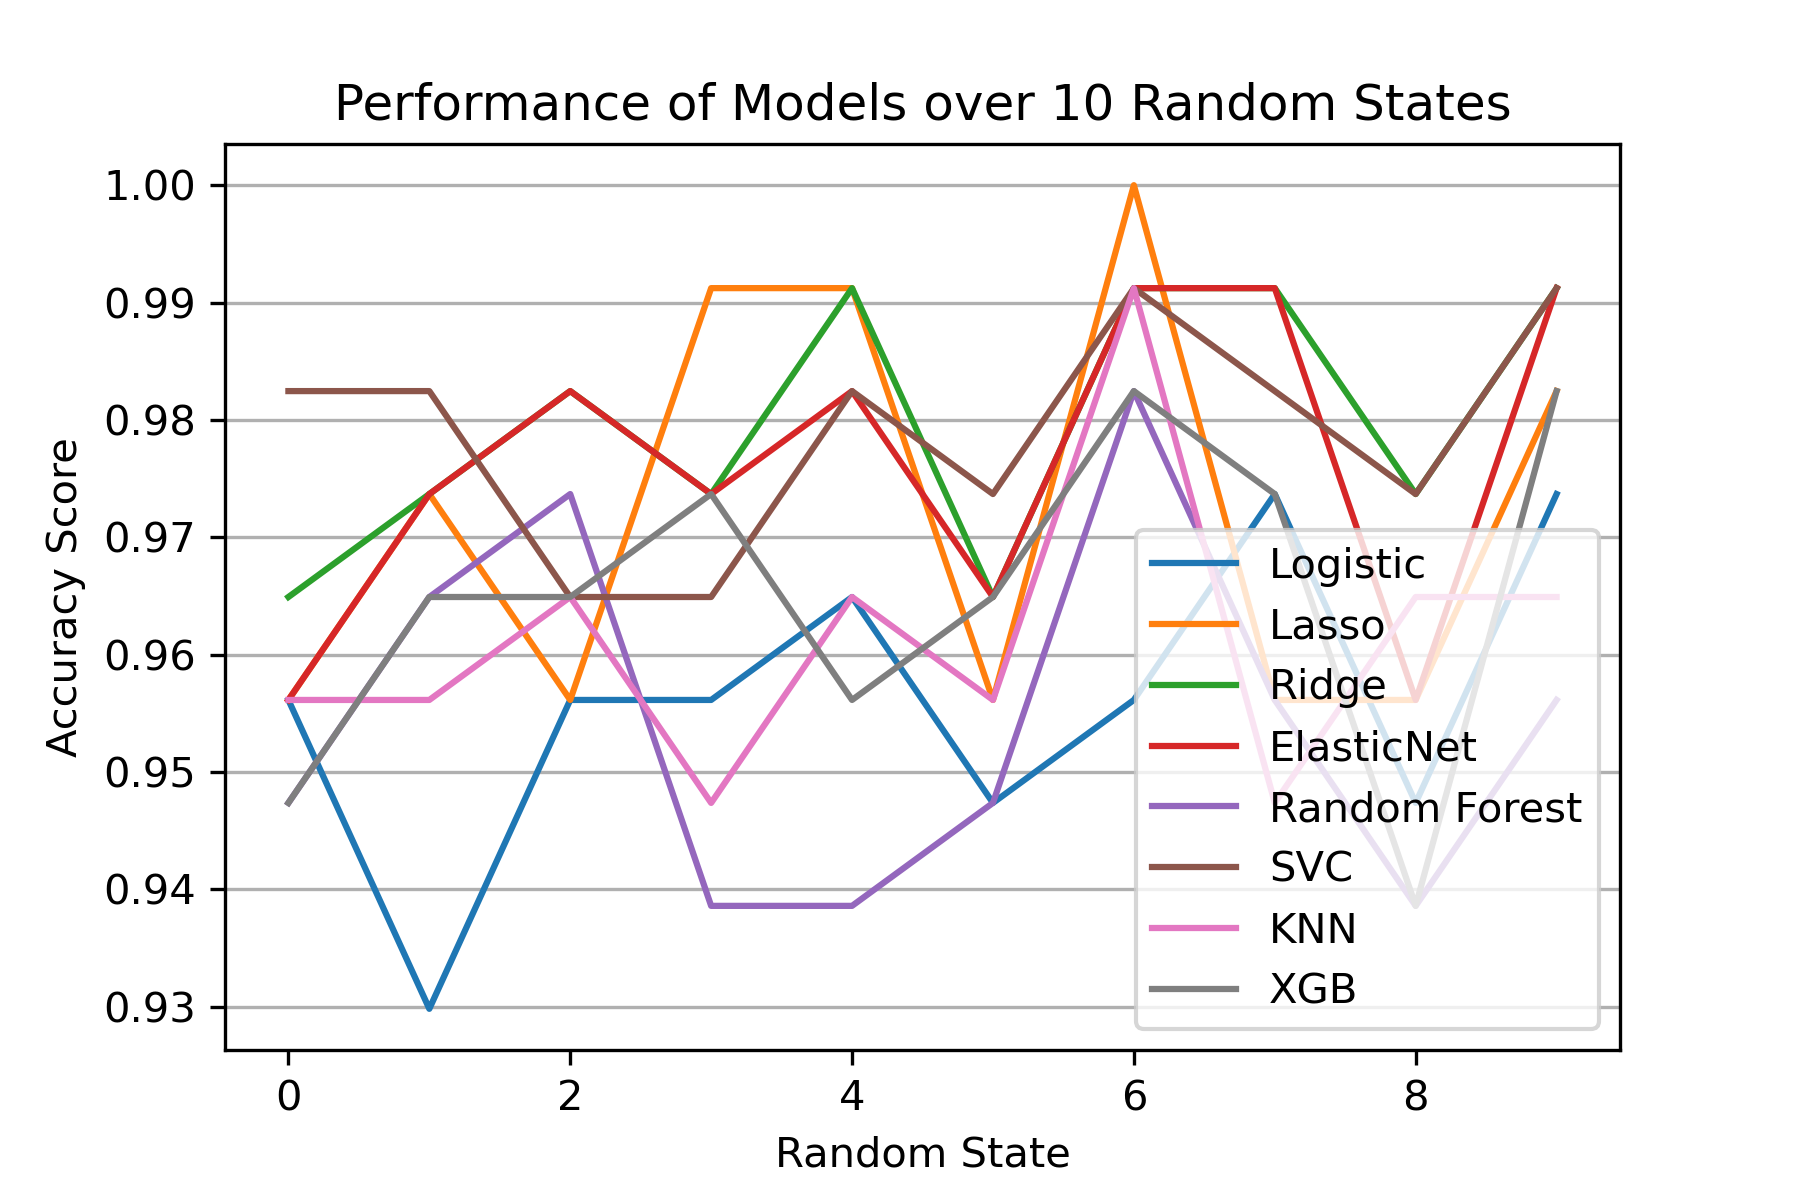 Performance of Models over 10 Random States
1.00
0.99
0.98
0.97
0.96
0.95
0.94
0.93
Accuracy Score
0 2 4 6 8
Random State
Logistic
Lasso
Ridge
ElasticNet
Random Forest
SVC
KNN
XGB